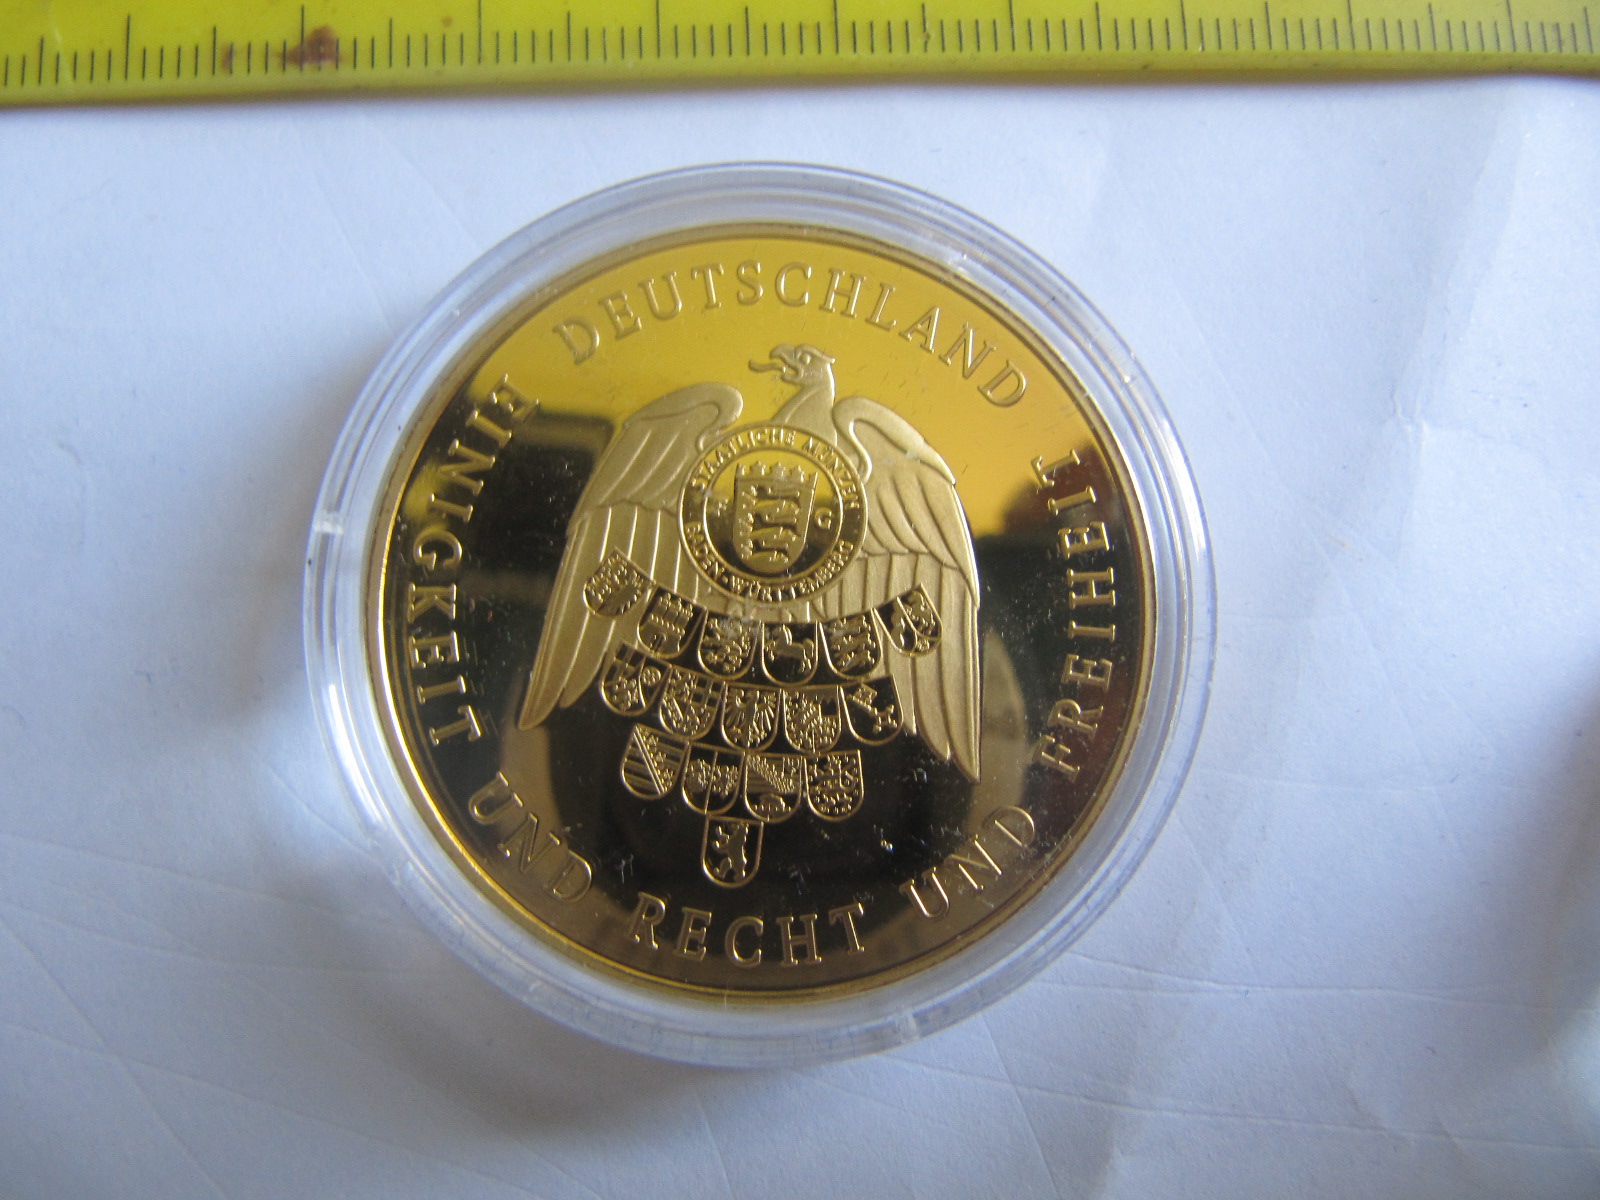 DEUTSCHLAND
EINIGKEIT UND RECHT UND FREIHEIT
STAATLICHE MÜNZEN
BADEN-WÜRTTEMBERG
G